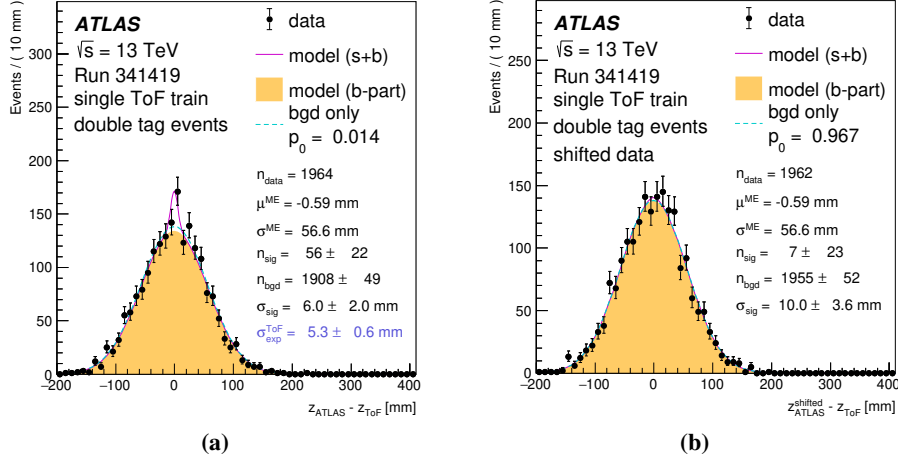 ATLAS
√s = 13 TeV
Run 341419
single ToF train
double tag events
data
model (s+b)
model (b-part)
bgd only
p0 = 0.014
n_data = 1964
μ^ME = -0.59 mm
σ^ME = 56.6 mm
n_sig = 56 ± 22
n_bgd = 1908 ± 49
σ_sig = 6.0 ± 2.0 mm
σ^ToF_exp = 5.3 ± 0.6 mm
Events / ( 10 mm )
300
250
200
150
100
50
0
−200 −100 0 100 200 300 400
z_ATLAS - z_ToF [mm]
(a)
ATLAS
√s = 13 TeV
Run 341419
single ToF train
double tag events
shifted data
data
model (s+b)
model (b-part)
bgd only
p0 = 0.967
n_data = 1962
μ^ME = -0.59 mm
σ^ME = 56.6 mm
n_sig = 7 ± 23
n_bgd = 1955 ± 52
σ_sig = 10.0 ± 3.6 mm
Events / ( 10 mm )
250
200
150
100
50
0
−200 −100 0 100 200 300 400
z^shifted_ATLAS - z_ToF [mm]
(b)